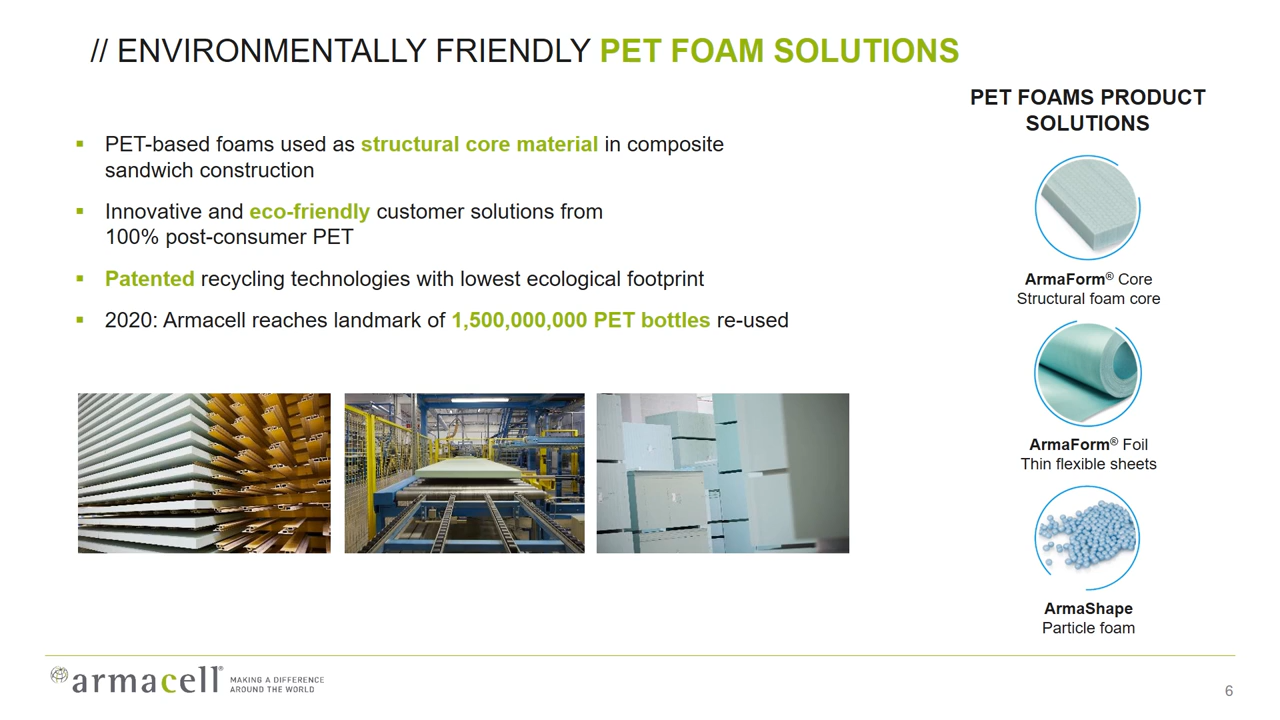 // ENVIRONMENTALLY FRIENDLY PET FOAM SOLUTIONS
▪ PET-based foams used as structural core material in composite
sandwich construction
▪ Innovative and eco-friendly customer solutions from
100% post-consumer PET
▪ Patented recycling technologies with lowest ecological footprint
▪ 2020: Armacell reaches landmark of 1,500,000,000 PET bottles re-used
PET FOAMS PRODUCT
SOLUTIONS
ArmaForm® Core
Structural foam core
ArmaForm® Foil
Thin flexible sheets
ArmaShape
Particle foam
armacell®
MAKING A DIFFERENCE
AROUND THE WORLD
6